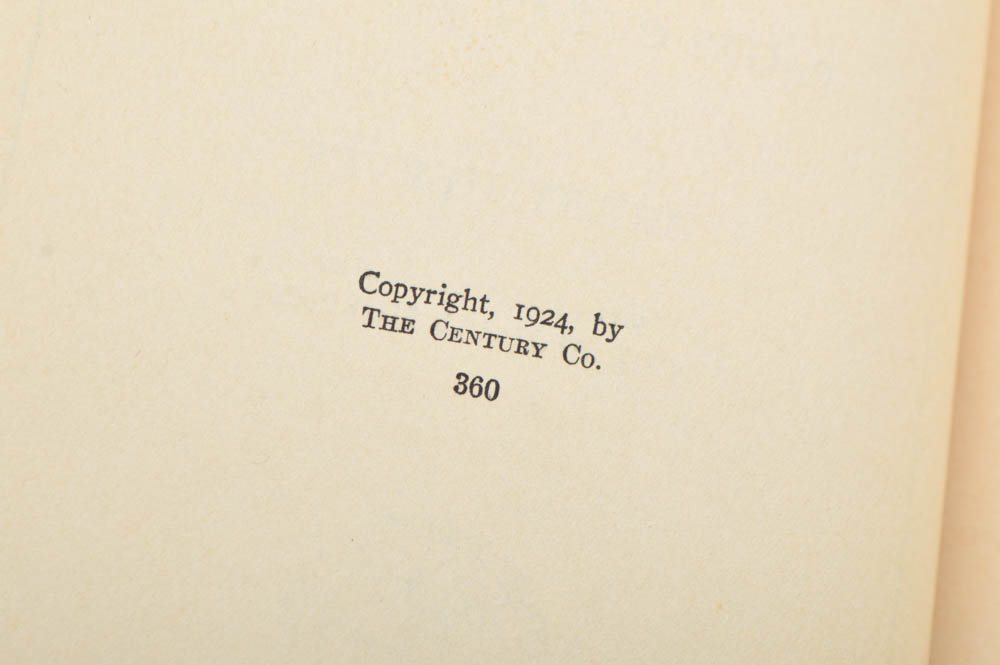 Copyright, 1924, by
THE CENTURY CO.
360